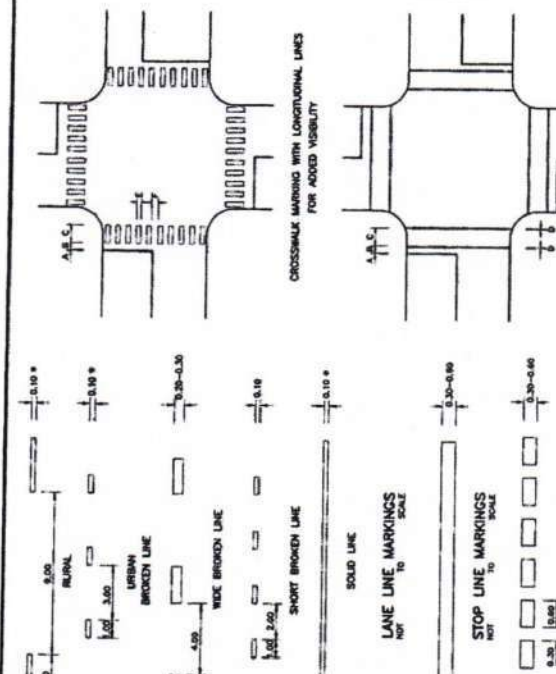 0.10 *
9.00
RURAL
0.10 *
3.00
URBAN
BROKEN LINE
0.20-0.30
WIDE BROKEN LINE
4.00
0.10
2.00
SHORT BROKEN LINE
0.10 *
SOLID LINE
LANE LINE MARKINGS
NOT TO SCALE
STOP LINE MARKINGS
NOT TO SCALE
0.30-0.60
0.30
0.60
A B C
CROSSWALK MARKING WITH LONGITUDINAL LINES
FOR ADDED VISIBILITY
A B C
D D